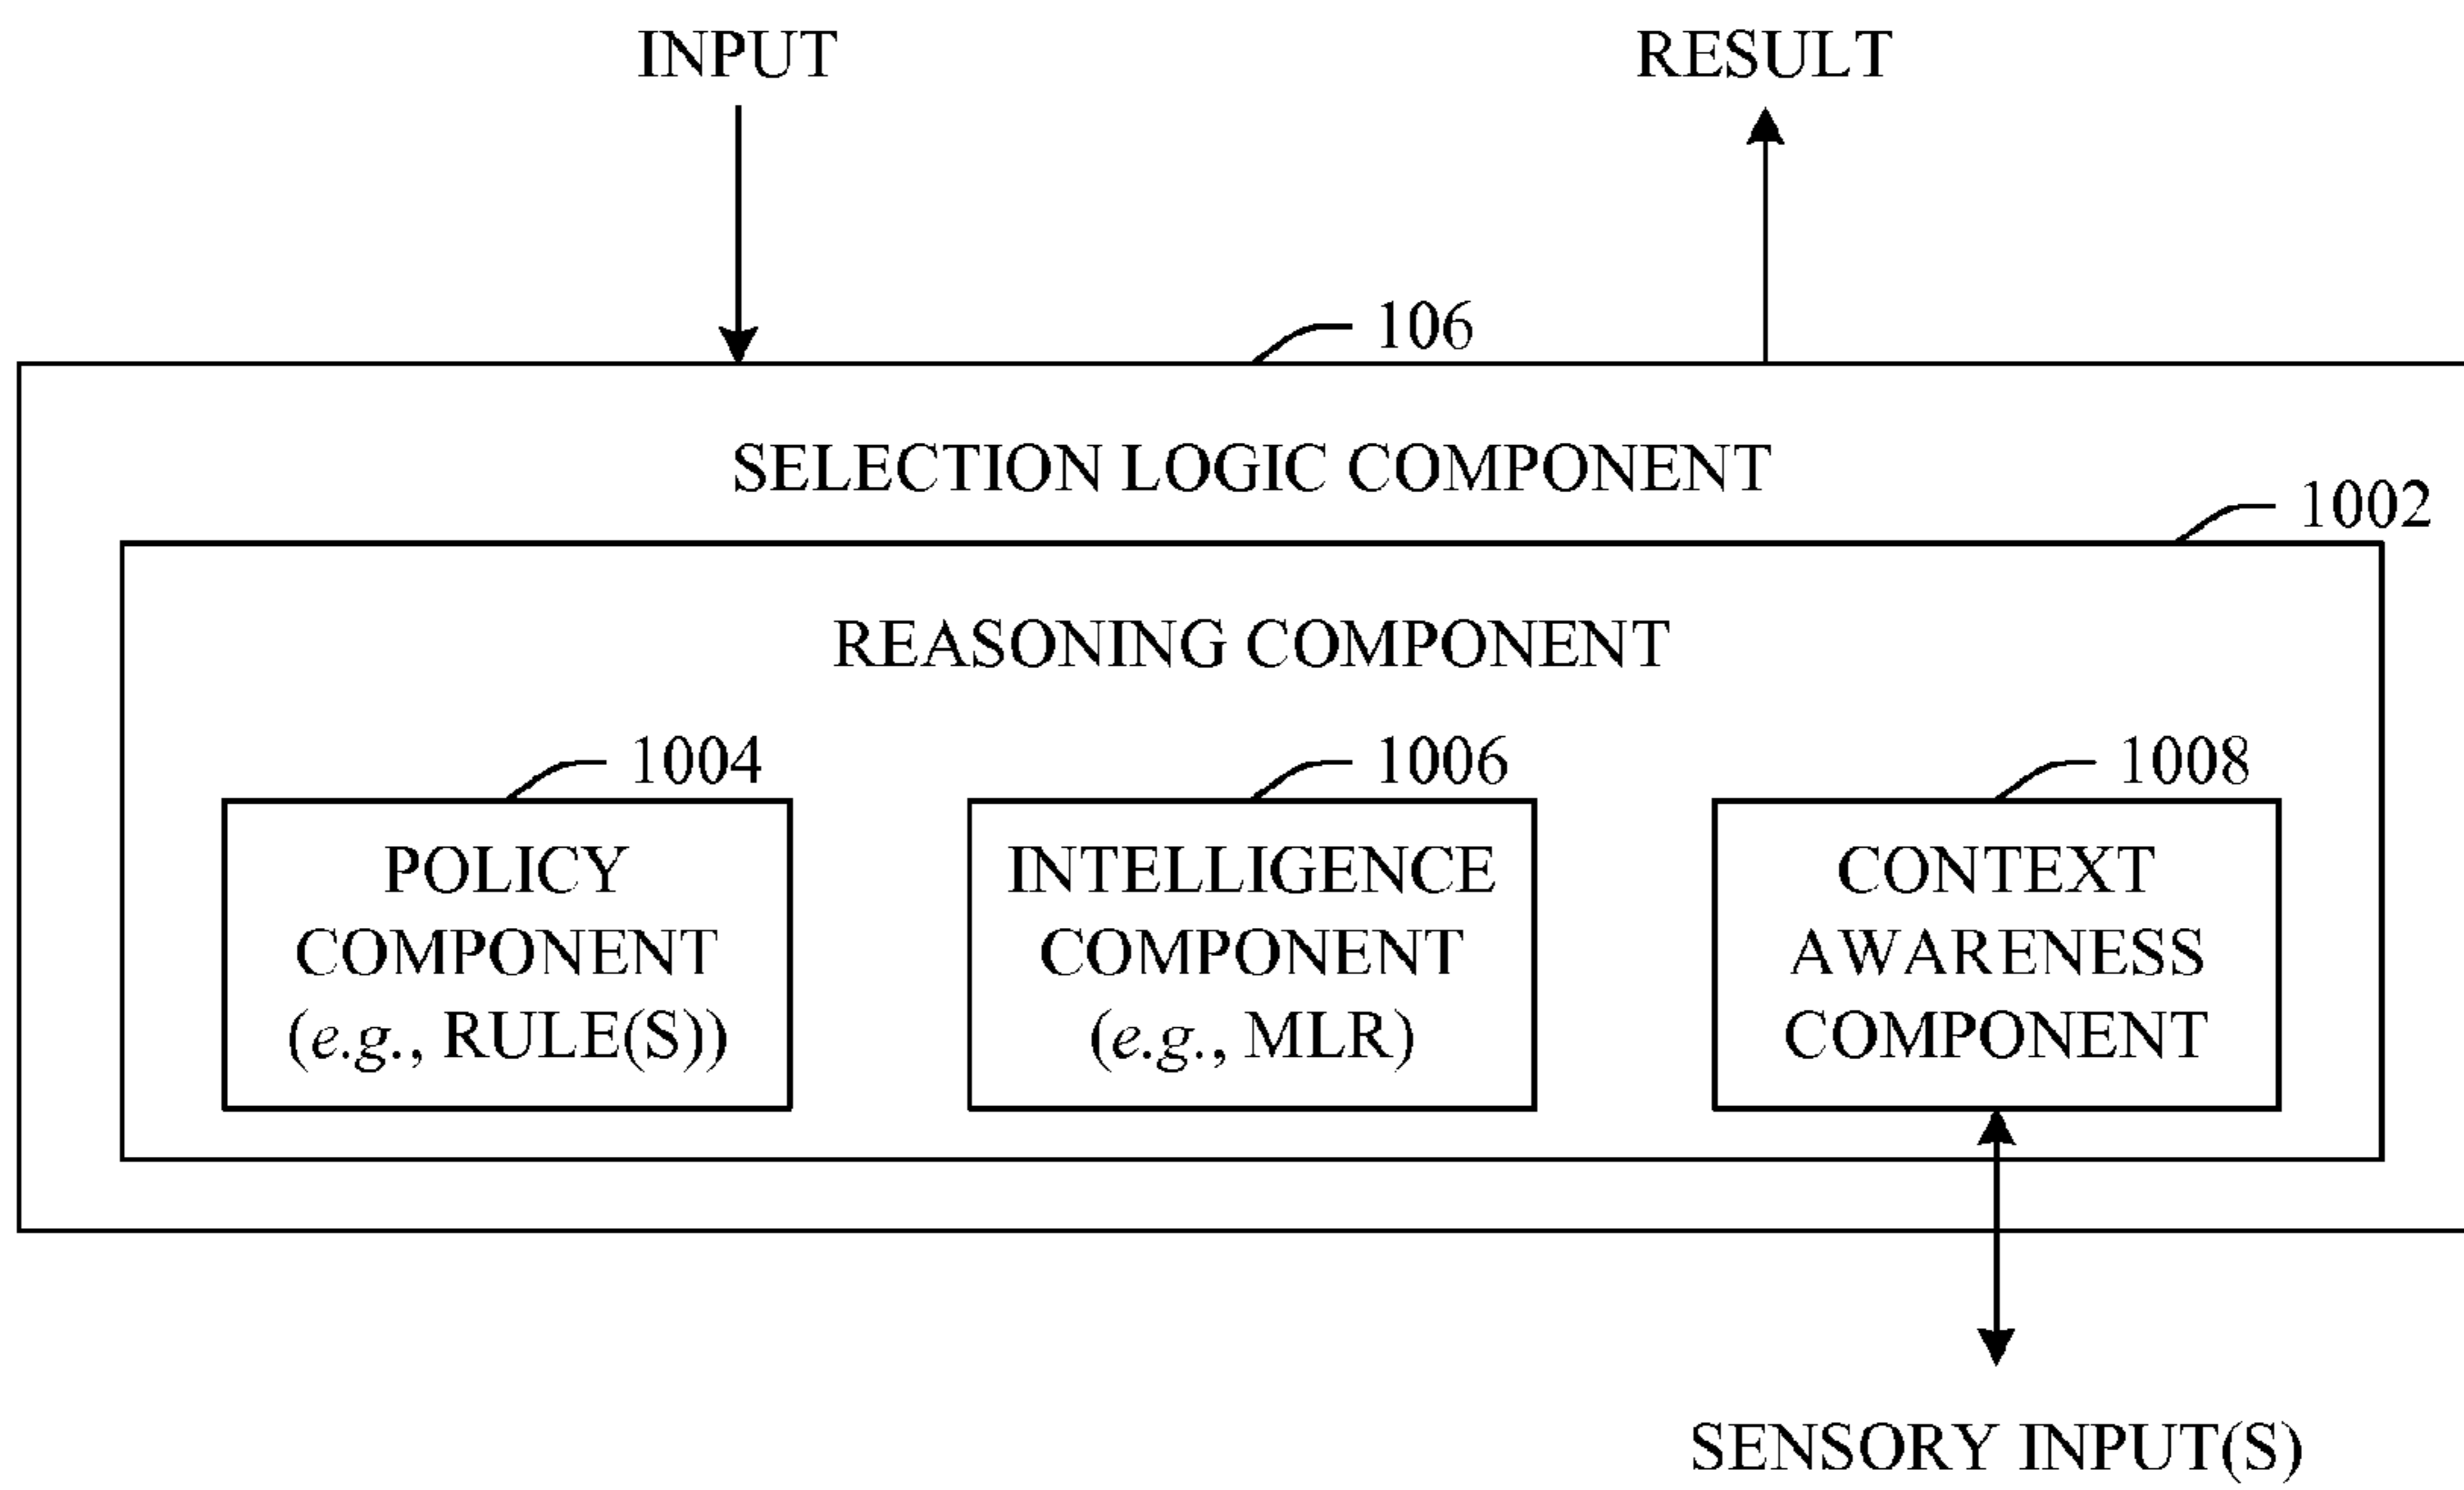 INPUT
RESULT
106
SELECTION LOGIC COMPONENT
1002
REASONING COMPONENT
1004
1006
1008
POLICY
COMPONENT
(e.g., RULE(S))
INTELLIGENCE
COMPONENT
(e.g., MLR)
CONTEXT
AWARENESS
COMPONENT
SENSORY INPUT(S)